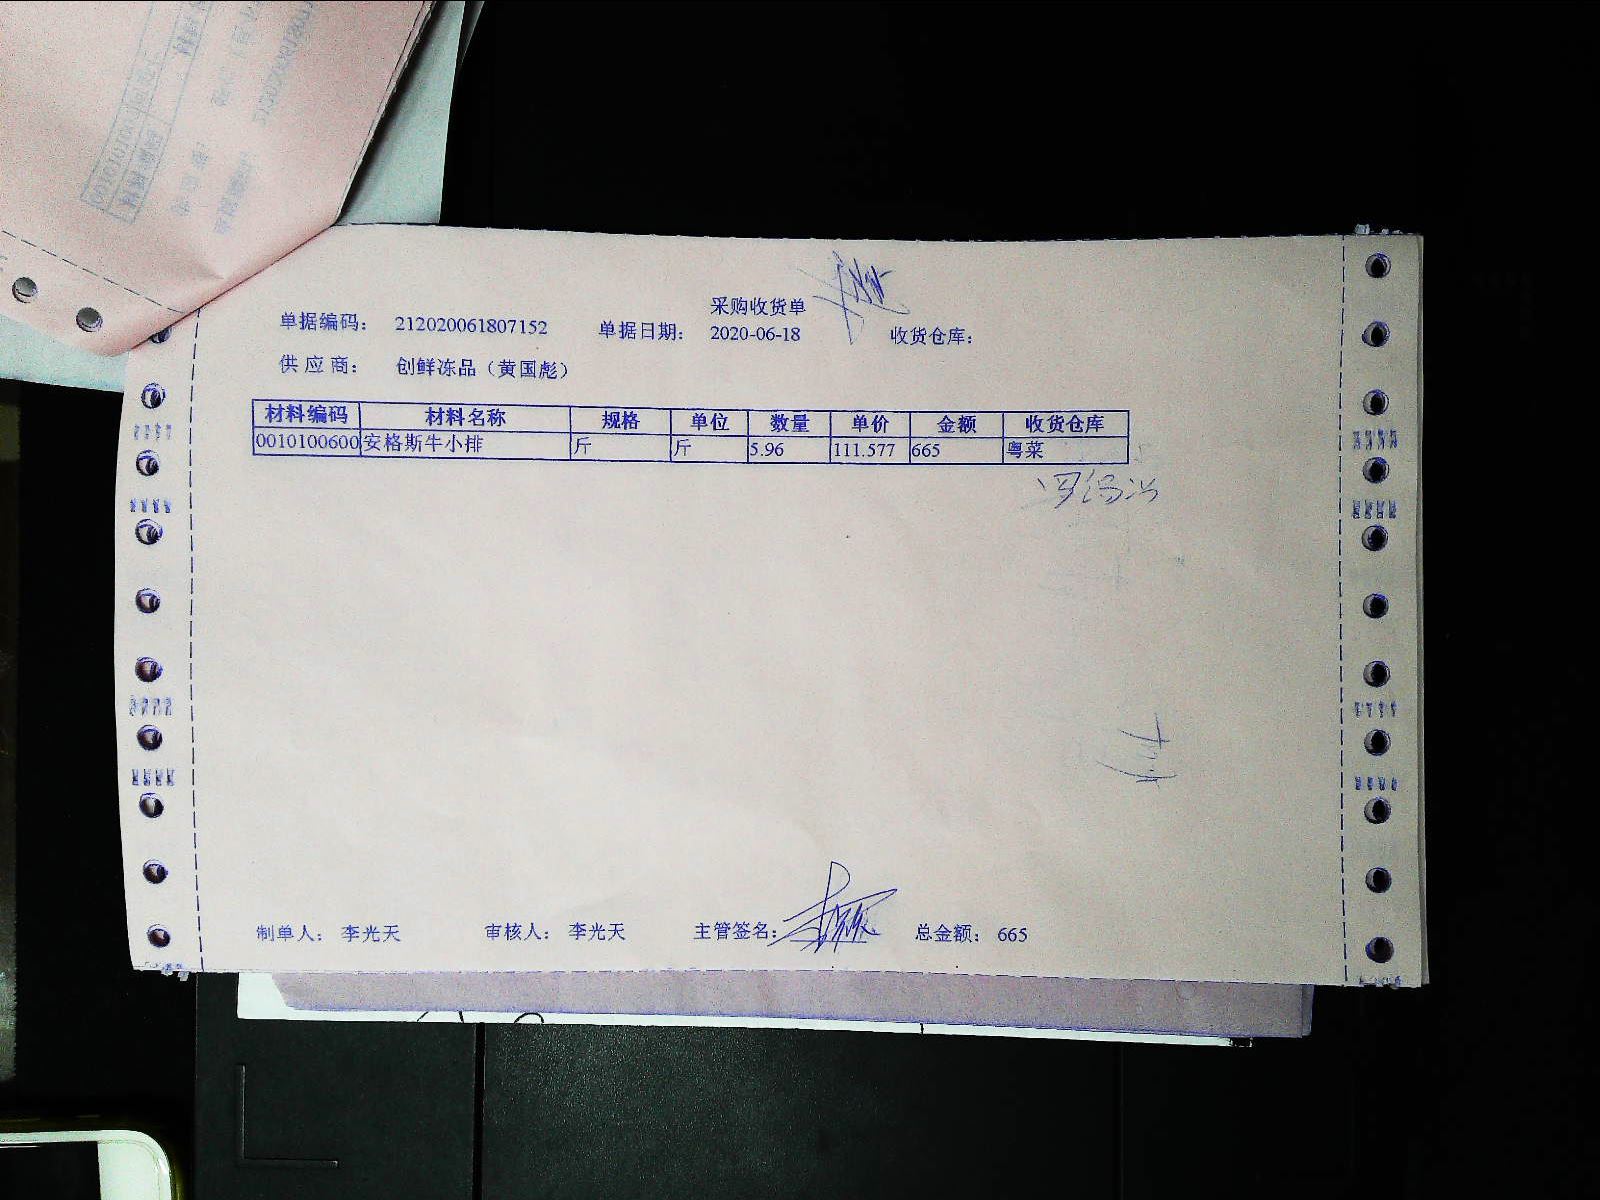 采购收货单
单据编码： 212020061807152 单据日期： 2020-06-18 收货仓库：
供应商： 创鲜冻品（黄国彪）
材料编码 材料名称 规格 单位 数量 单价 金额 收货仓库
0010100600 安格斯牛小排 斤 斤 5.96 111.577 665 粤菜
制单人： 李光天 审核人： 李光天 主管签名： 总金额： 665